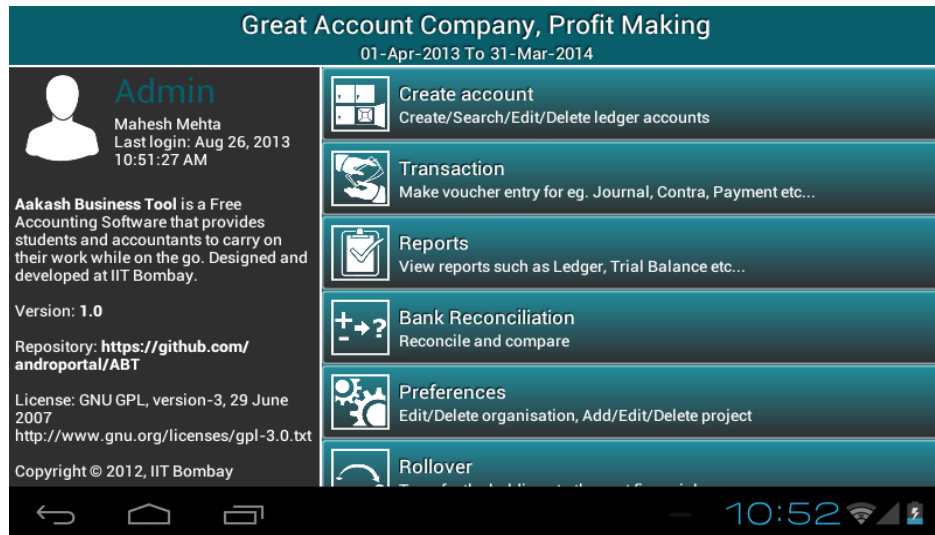 Great Account Company, Profit Making
01-Apr-2013 To 31-Mar-2014
Admin
Mahesh Mehta
Last login: Aug 26, 2013
10:51:27 AM
Aakash Business Tool is a Free
Accounting Software that provides
students and accountants to carry on
their work while on the go. Designed and
developed at IIT Bombay.
Version: 1.0
Repository: https://github.com/
androportal/ABT
License: GNU GPL, version-3, 29 June
2007
http://www.gnu.org/licenses/gpl-3.0.txt
Copyright © 2012, IIT Bombay
Create account
Create/Search/Edit/Delete ledger accounts
Transaction
Make voucher entry for eg. Journal, Contra, Payment etc...
Reports
View reports such as Ledger, Trial Balance etc...
Bank Reconciliation
Reconcile and compare
Preferences
Edit/Delete organisation, Add/Edit/Delete project
Rollover
10:52